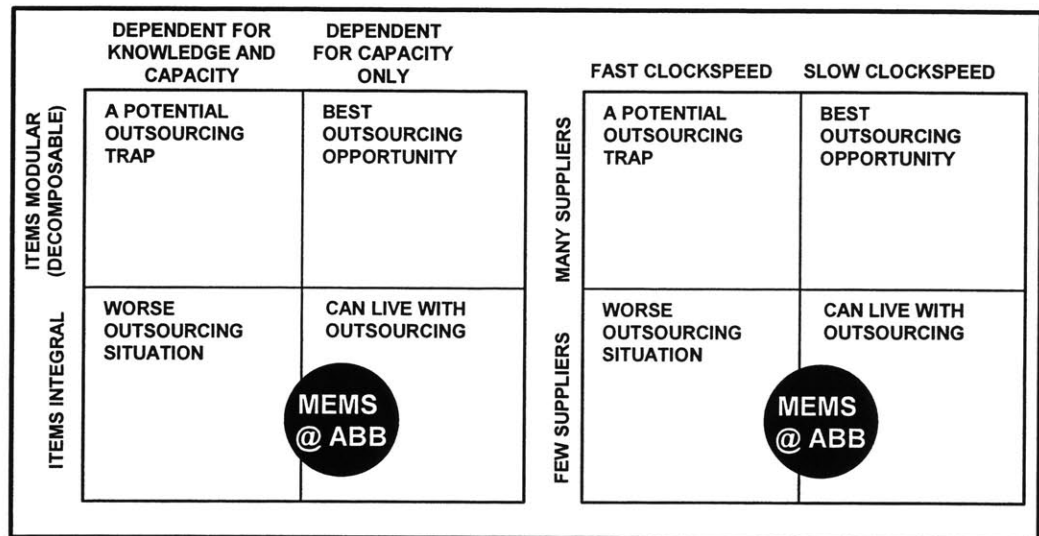 DEPENDENT FOR
KNOWLEDGE AND
CAPACITY
DEPENDENT
FOR CAPACITY
ONLY
ITEMS MODULAR
(DECOMPOSABLE)
A POTENTIAL
OUTSOURCING
TRAP
BEST
OUTSOURCING
OPPORTUNITY
ITEMS INTEGRAL
WORSE
OUTSOURCING
SITUATION
CAN LIVE WITH
OUTSOURCING
MEMS
@ ABB
FAST CLOCKSPEED
SLOW CLOCKSPEED
MANY SUPPLIERS
A POTENTIAL
OUTSOURCING
TRAP
BEST
OUTSOURCING
OPPORTUNITY
FEW SUPPLIERS
WORSE
OUTSOURCING
SITUATION
CAN LIVE WITH
OUTSOURCING
MEMS
@ ABB